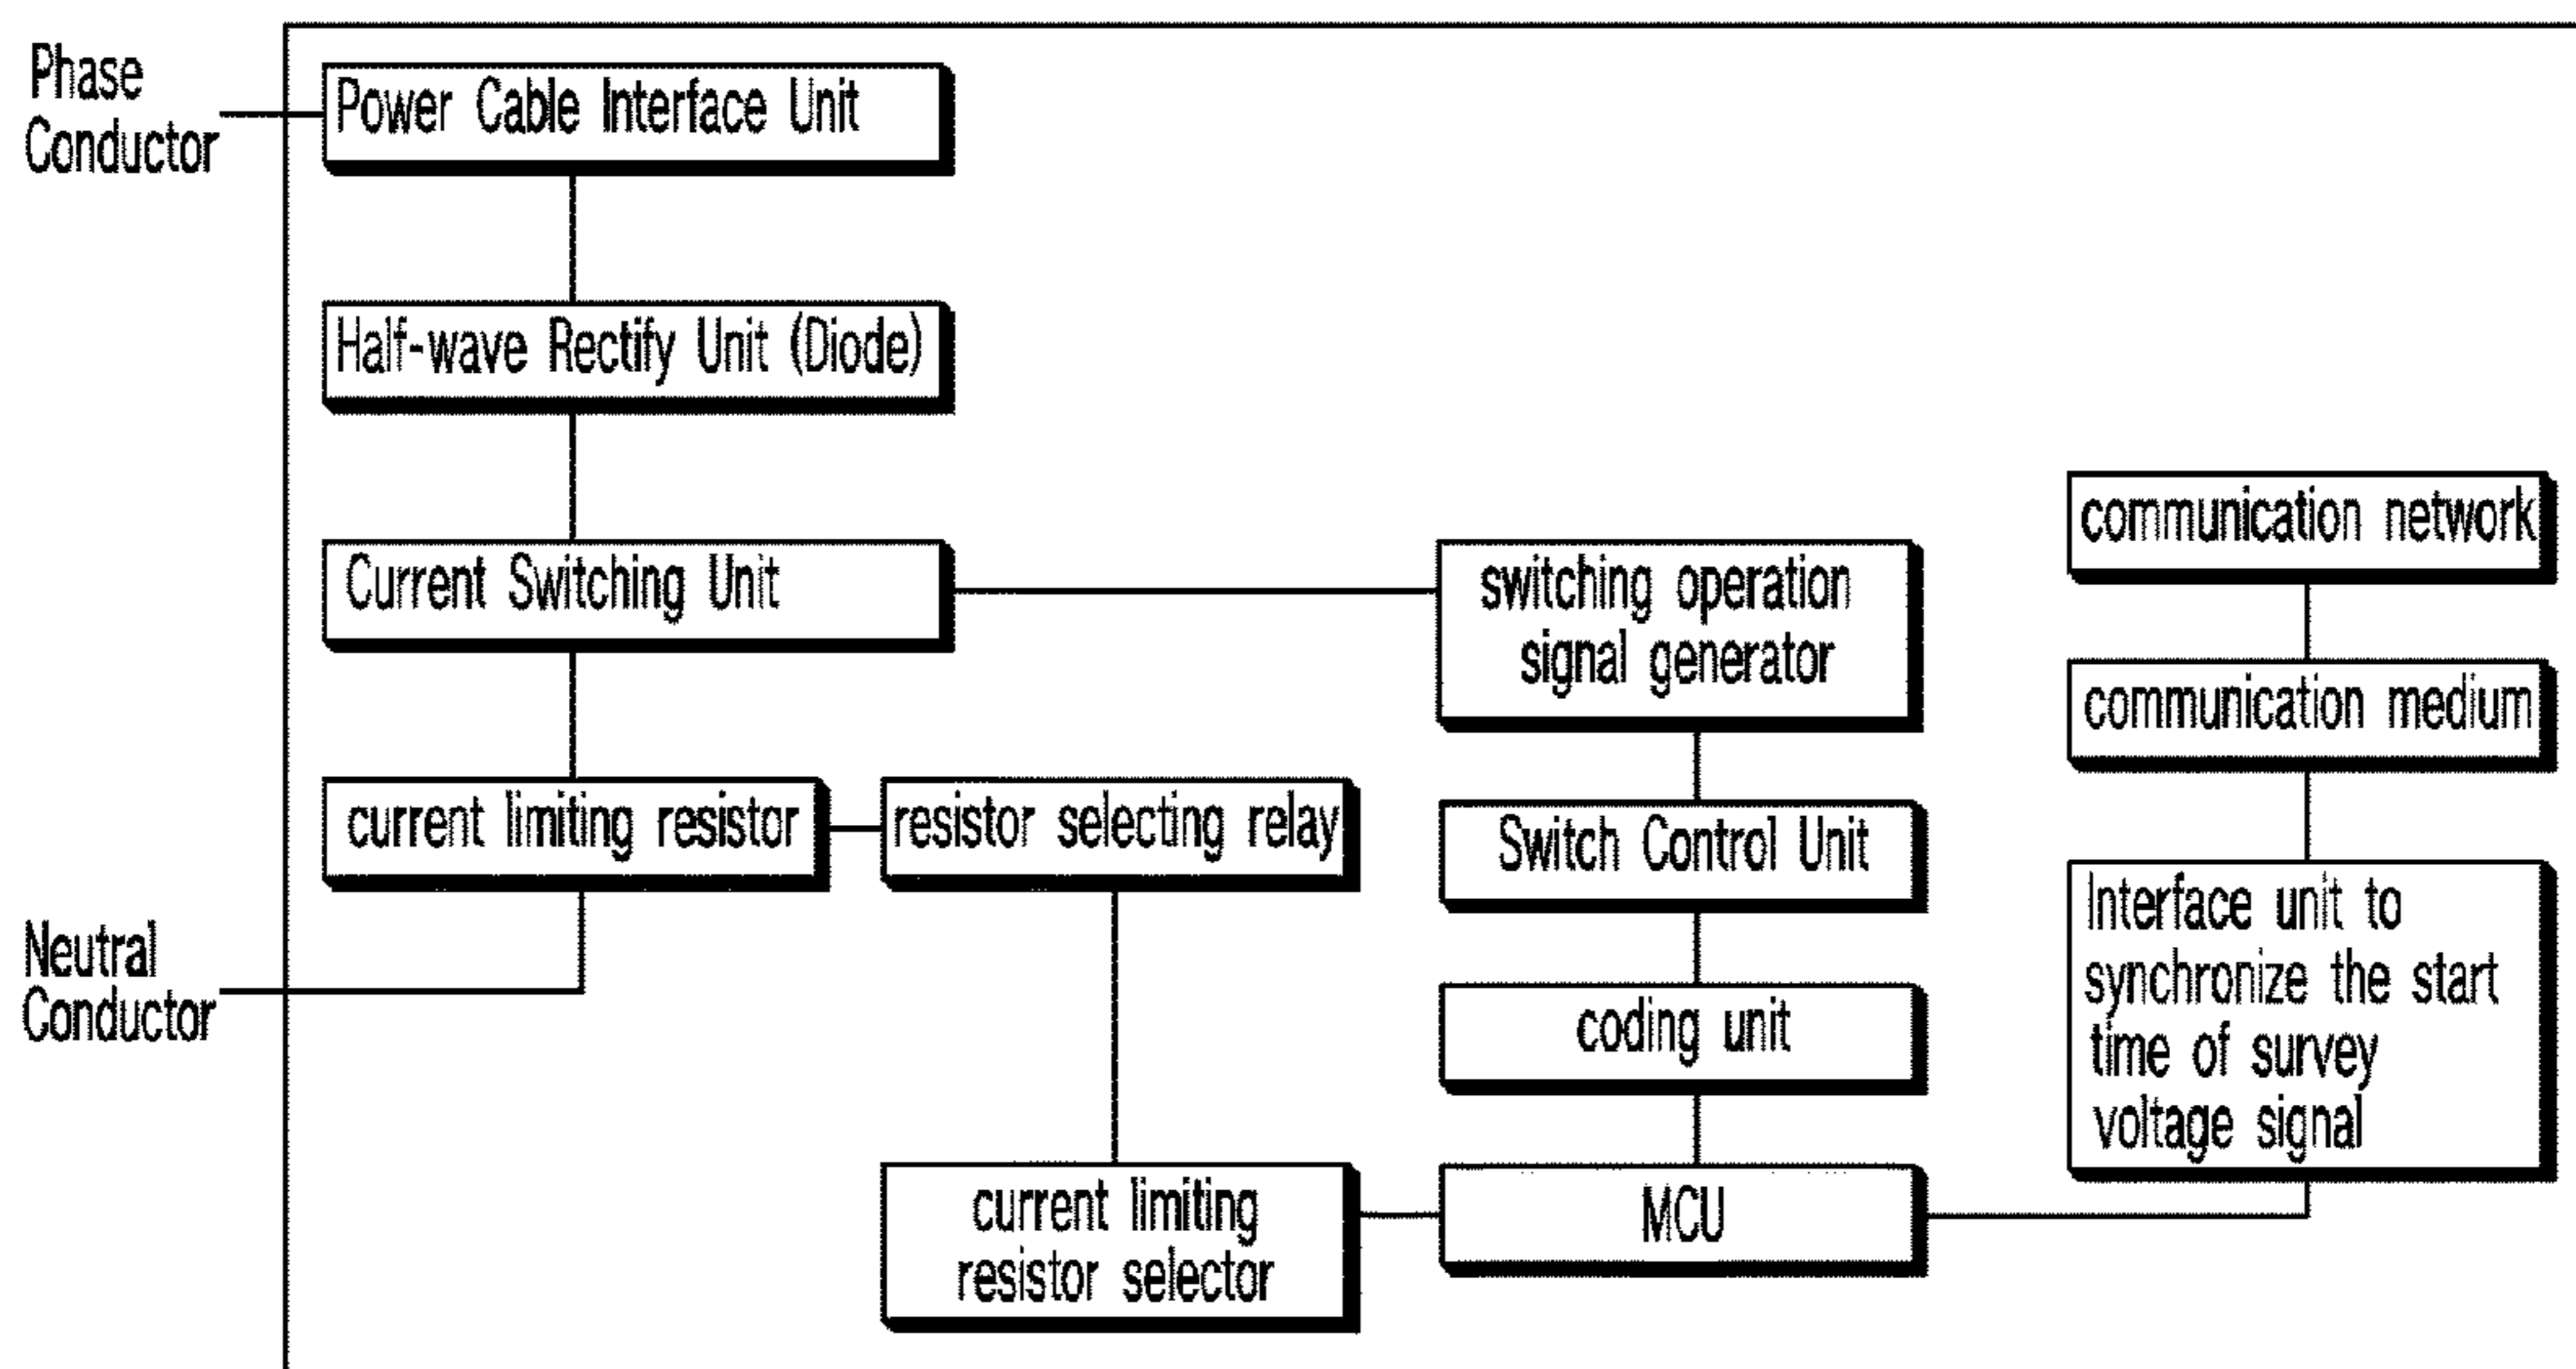 Phase
Conductor
Power Cable Interface Unit
Half-wave Rectify Unit (Diode)
Current Switching Unit
switching operation
signal generator
communication network
communication medium
current limiting resistor
resistor selecting relay
Switch Control Unit
Interface unit to
synchronize the start
time of survey
voltage signal
Neutral
Conductor
coding unit
current limiting
resistor selector
MCU